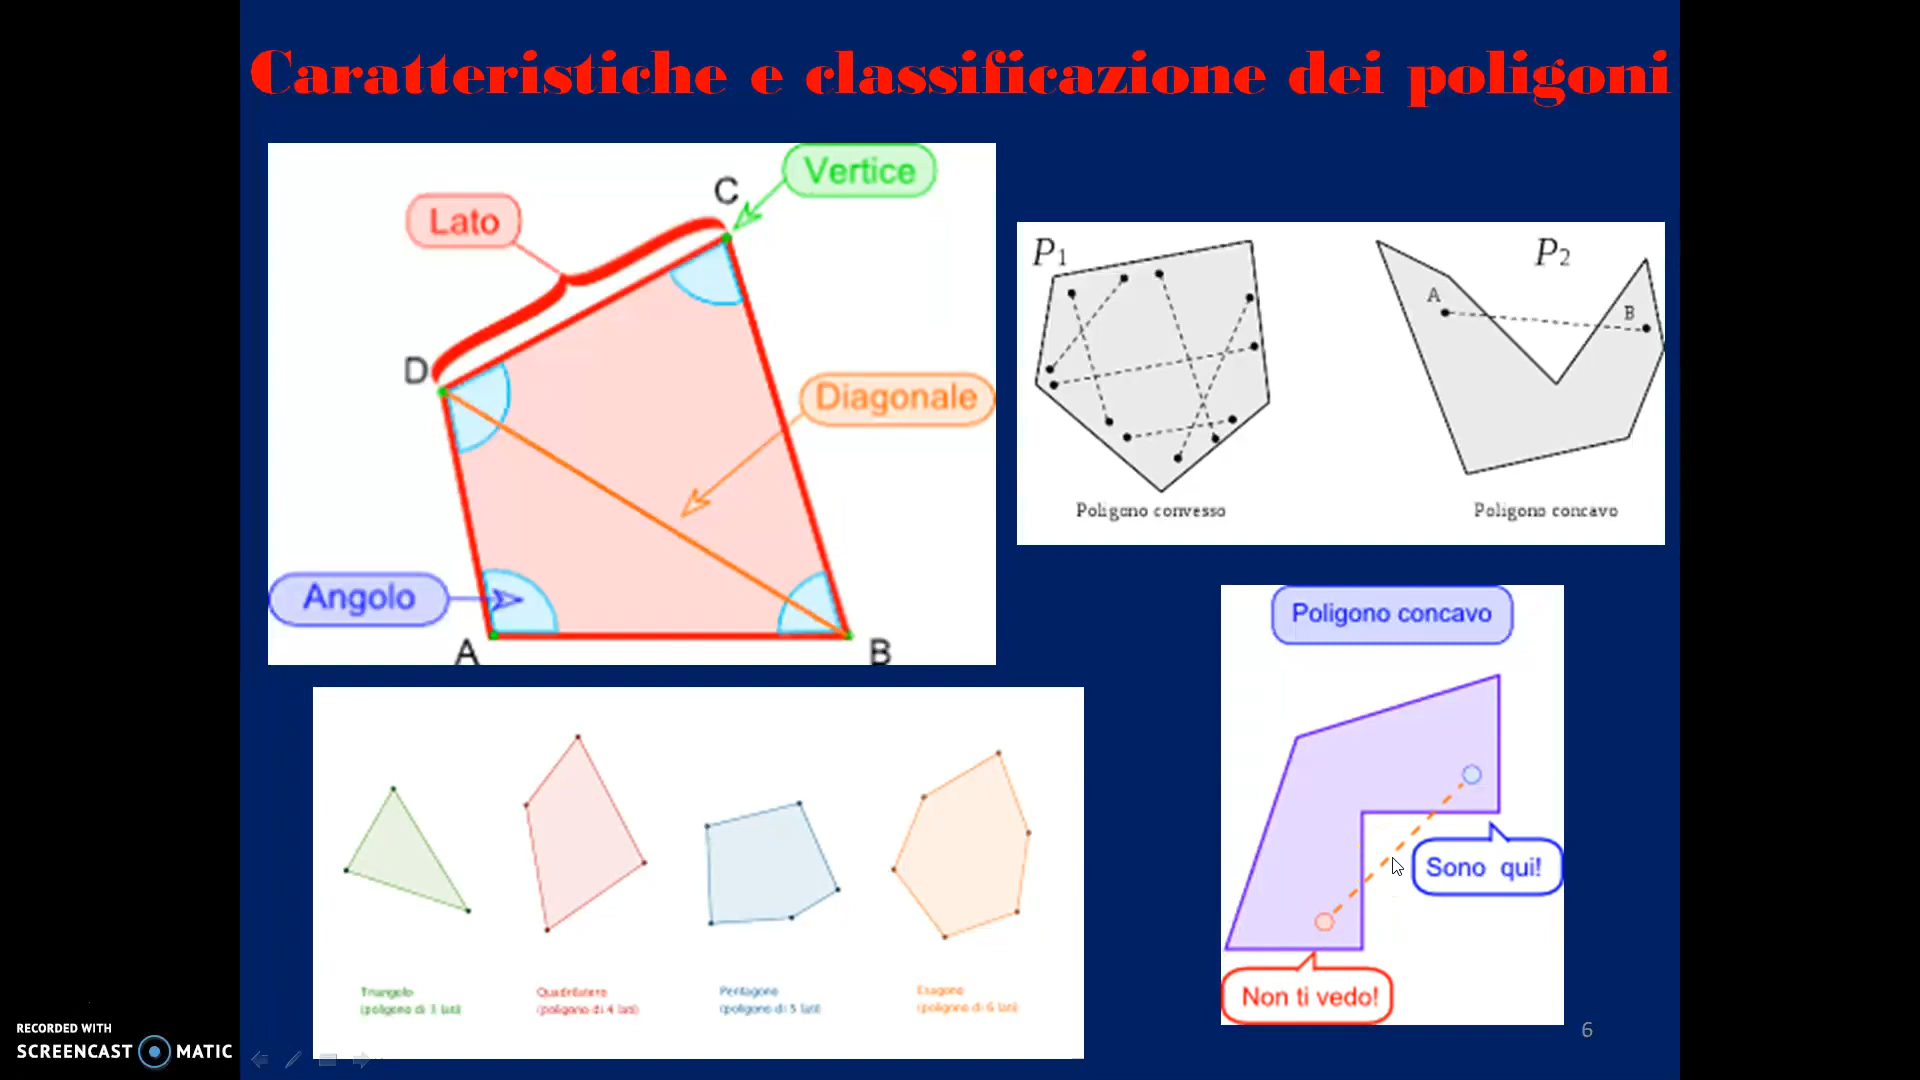 Caratteristiche e classificazione dei poligoni
Vertice
C
Lato
D
Diagonale
Angolo
A
B
P1
P2
A
B
Poligono convesso
Poligono concavo
Poligono concavo
Sono qui!
Non ti vedo!
Triangolo
(poligono di 3 lati)
Quadrilatero
(poligono di 4 lati)
Pentagono
(poligono di 5 lati)
Esagono
(poligono di 6 lati)
6
RECORDED WITH
SCREENCAST MATIC